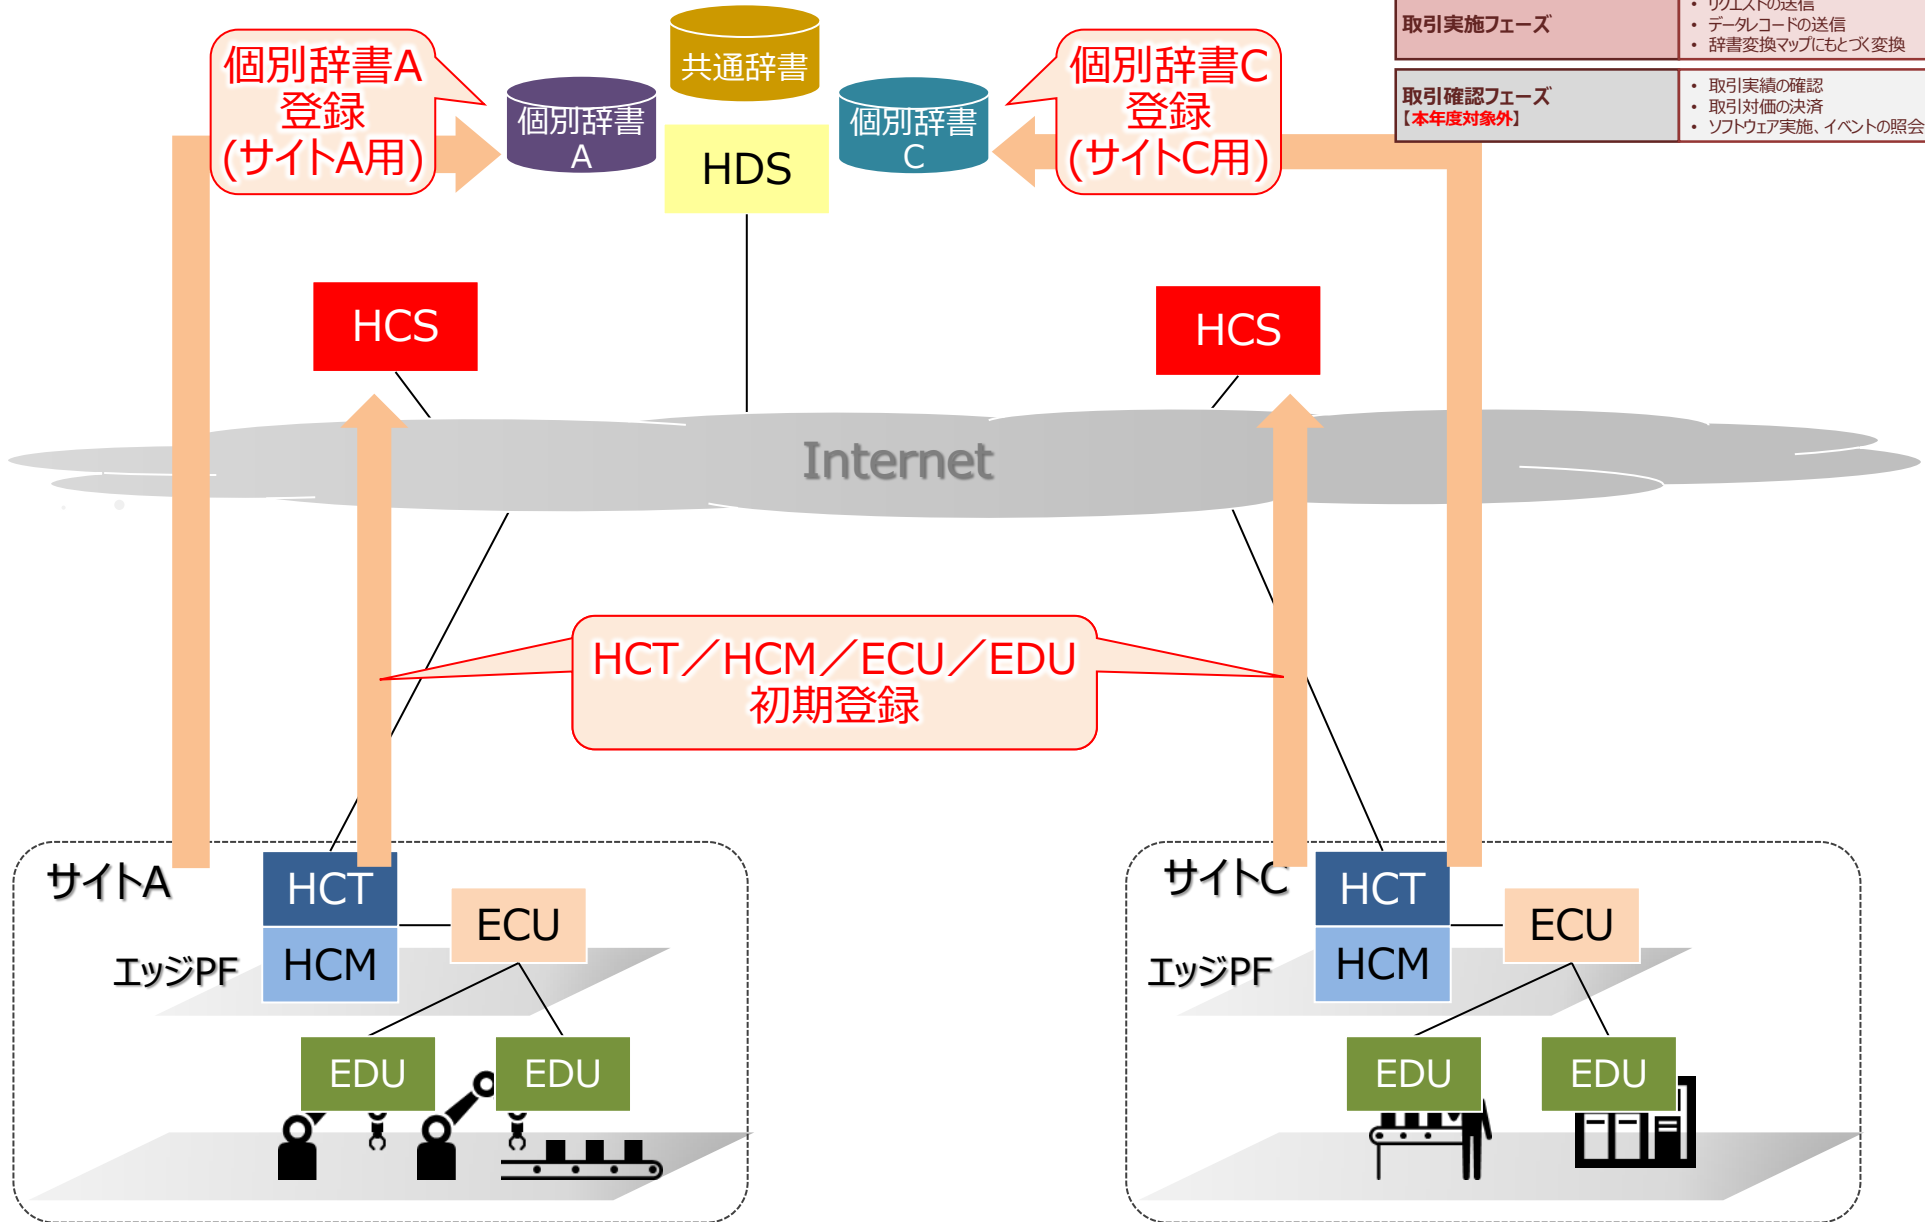 ・リクエストの送信
取引実施フェーズ
・データレコードの送信
・辞書変換マップにもとづく変換
取引確認フェーズ
【本年度対象外】
・取引実績の確認
・取引対価の決済
・ソフトウェア実施、イベントの照会
個別辞書A
登録
(サイトA用)
共通辞書
個別辞書
A
HDS
個別辞書
C
個別辞書C
登録
(サイトC用)
HCS
HCS
Internet
HCT／HCM／ECU／EDU
初期登録
サイトA
HCT
ECU
エッジPF
HCM
EDU
EDU
サイトC
HCT
ECU
エッジPF
HCM
EDU
EDU